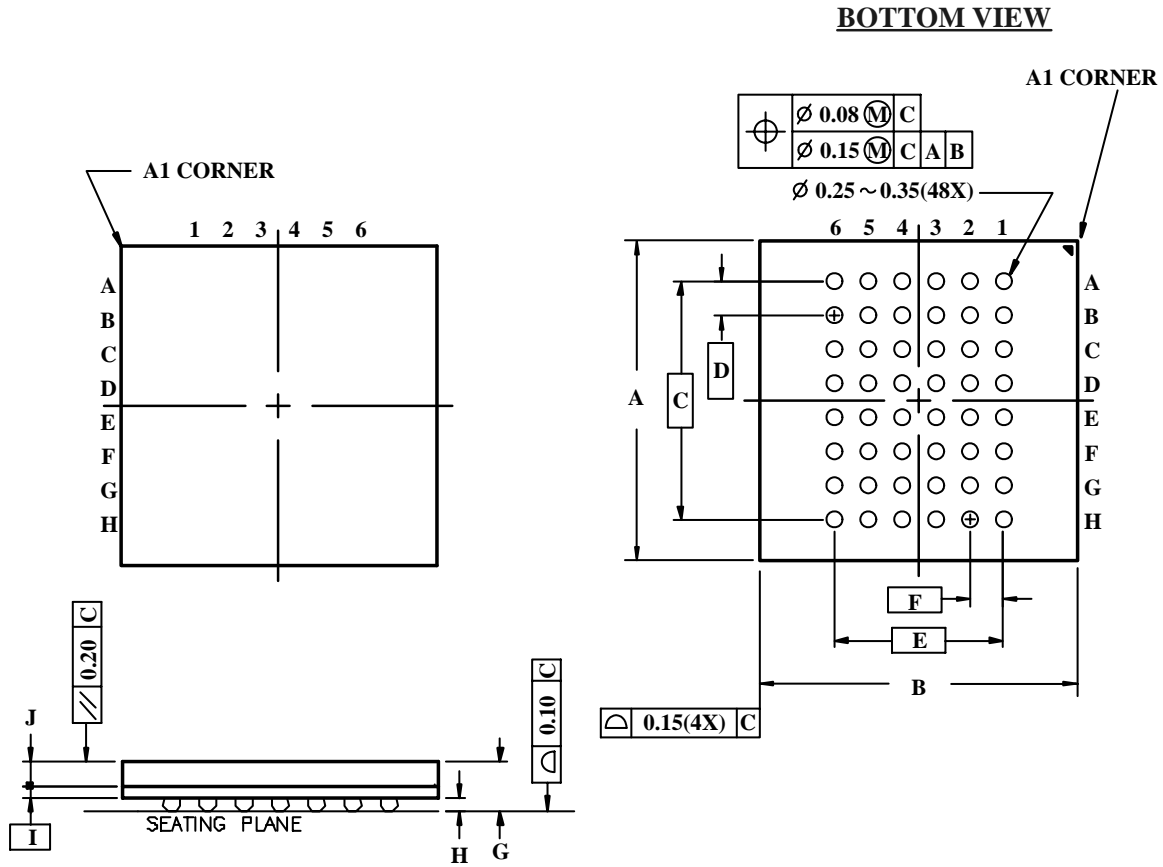 BOTTOM VIEW
A1 CORNER
A1 CORNER
⌖ Ø 0.08 Ⓜ C
Ø 0.15 Ⓜ C A B
Ø 0.25 ~ 0.35(48X)
1 2 3 4 5 6
A
B
C
D
E
F
G
H
6 5 4 3 2 1
A
B
C
D
E
F
G
H
A
C
D
F
E
B
⌓ 0.15(4X) C
// 0.20 C
⌓ 0.10 C
J
I
SEATING PLANE
H
G